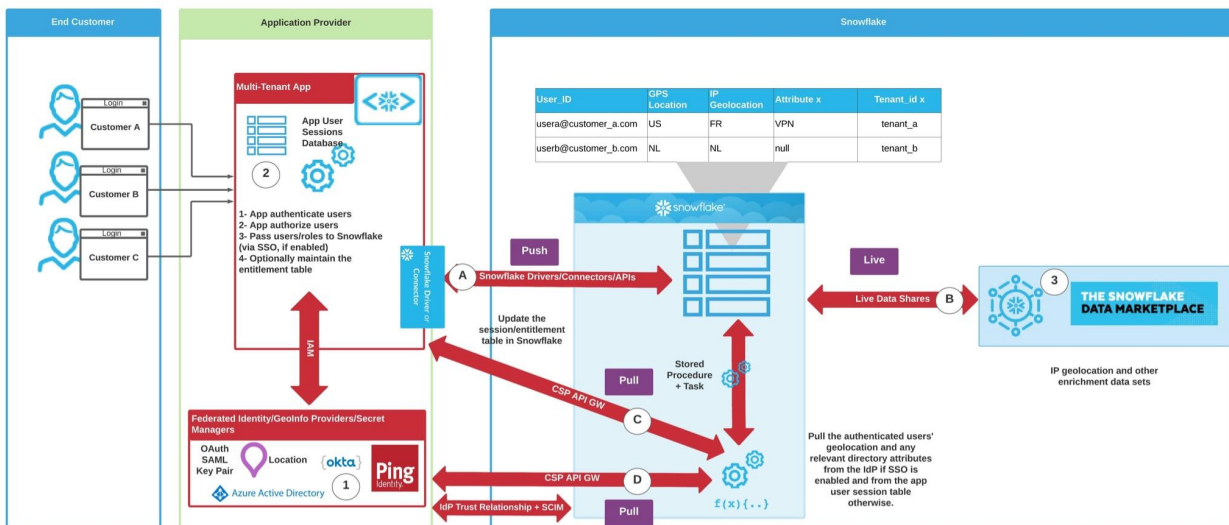 End Customer
Application Provider
Snowflake
Login
Customer A
Login
Customer B
Login
Customer C
Multi-Tenant App
App User
Sessions
Database
2
1- App authenticate users
2- App authorize users
3- Pass users/roles to Snowflake
(via SSO, if enabled)
4- Optionally maintain the
entitlement table
Snowflake Driver or
Connector
IAM
Federated Identity/GeoInfo Providers/Secret
Managers
OAuth
SAML
Key Pair
Location
{okta}
Ping
Identity.
Azure Active Directory
1
User_ID GPS Location IP Geolocation Attribute x Tenant_id x
usera@customer_a.com US FR VPN tenant_a
userb@customer_b.com NL NL null tenant_b
snowflake
Push
A
Snowflake Drivers/Connectors/APIs
Update the
session/entitlement
table in Snowflake
Live
Live Data Shares
B
3
THE SNOWFLAKE
DATA MARKETPLACE
IP geolocation and other
enrichment data sets
Stored
Procedure
+ Task
Pull
CSP API GW
C
Pull the authenticated users'
geolocation and any
relevant directory attributes
from the IdP if SSO is
enabled and from the app
user session table
otherwise.
CSP API GW
D
f(x){..}
IdP Trust Relationship + SCIM
Pull